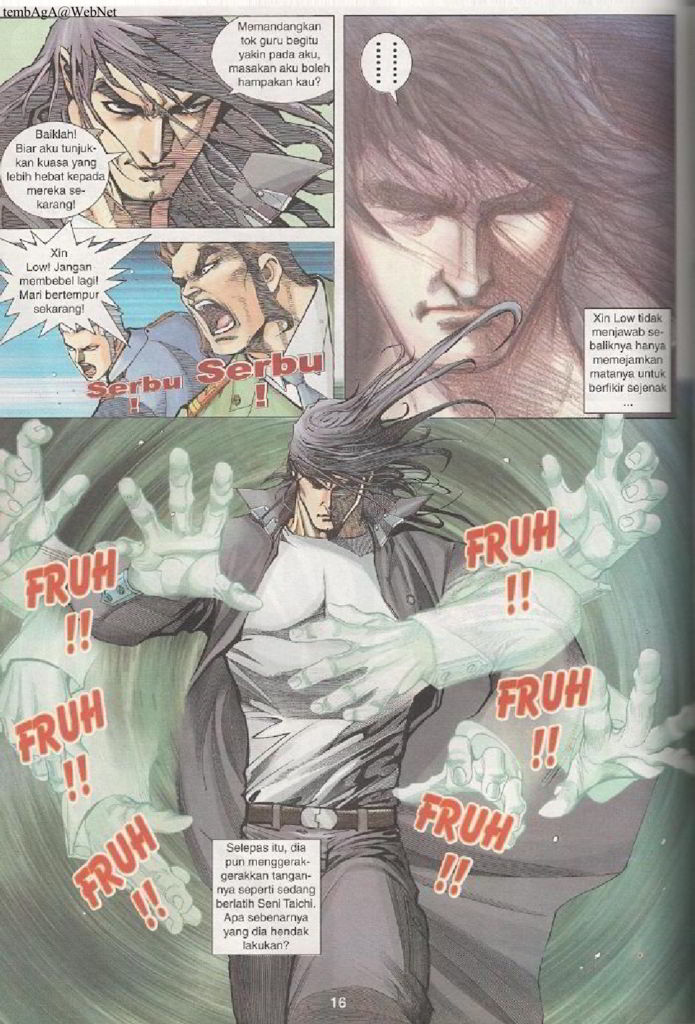 tembAgA@WebNet
Memandangkan
tok guru begitu
yakin pada aku,
masakan aku boleh
hampakan kau?
Baiklah!
Biar aku tunjuk-
kan kuasa yang
lebih hebat kepada
mereka se-
karang!
Xin
Low! Jangan
membebel lagi!
Mari bertempur
sekarang!
Serbu
!
Serbu
!
Xin Low tidak
menjawab se-
baliknya hanya
memejamkan
matanya untuk
berfikir sejenak
...
FRUH
!!
FRUH
!!
FRUH
!!
FRUH
!!
FRUH
!!
FRUH
!!
Selepas itu, dia
pun menggerak-
gerakkan tangan-
nya seperti sedang
berlatih Seni Taichi.
Apa sebenarnya
yang dia hendak
lakukan?
16